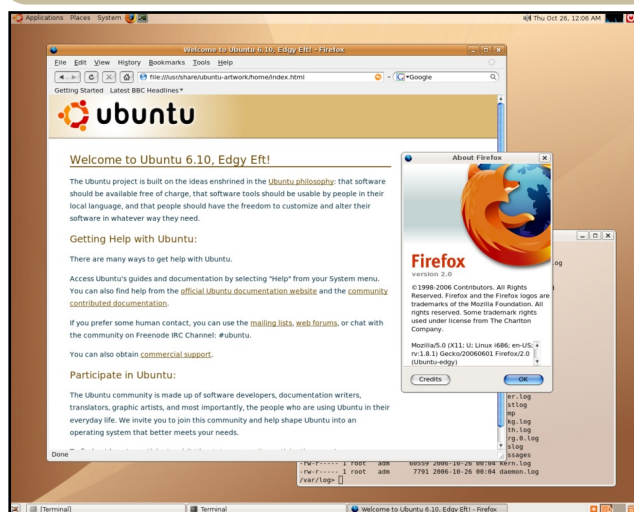 Applications Places System
Thu Oct 26, 12:06 AM
Welcome to Ubuntu 6.10, Edgy Eft! - Firefox
File Edit View History Bookmarks Tools Help
file:///usr/share/ubuntu-artwork/home/index.html
Google
Getting Started Latest BBC Headlines
ubuntu
Welcome to Ubuntu 6.10, Edgy Eft!
The Ubuntu project is built on the ideas enshrined in the Ubuntu philosophy: that software
should be available free of charge, that software tools should be usable by people in their
local language, and that people should have the freedom to customize and alter their
software in whatever way they need.
Getting Help with Ubuntu:
There are many ways to get help with Ubuntu.
Access Ubuntu's guides and documentation by selecting "Help" from your System menu.
You can also find help from the official Ubuntu documentation website and the community
contributed documentation.
If you prefer some human contact, you can use the mailing lists, web forums, or chat with
the community on Freenode IRC Channel: #ubuntu.
You can also obtain commercial support.
Participate in Ubuntu:
The Ubuntu community is made up of software developers, documentation writers,
translators, graphic artists, and most importantly, the people who are using Ubuntu in their
everyday life. We invite you to join this community and help shape Ubuntu into an
operating system that better meets your needs.
Done
About Firefox
Firefox
version 2.0
©1998-2006 Contributors. All Rights
Reserved. Firefox and the Firefox logos are
trademarks of the Mozilla Foundation. All
rights reserved. Some trademark rights
used under license from The Charlton
Company.
Mozilla/5.0 (X11; U; Linux i686; en-US;
rv:1.8.1) Gecko/20060601 Firefox/2.0
(Ubuntu-edgy)
Credits OK
og
er.log
stlog
mp
kg.log
th.log
rg.0.log
slog
ssages
-rw-r----- 1 root adm 60559 2006-10-26 00:04 kern.log
-rw-r----- 1 root adm 7791 2006-10-26 00:04 daemon.log
/var/log>
[Terminal] Terminal Welcome to Ubuntu 6.10, Edgy Eft! - Firefox